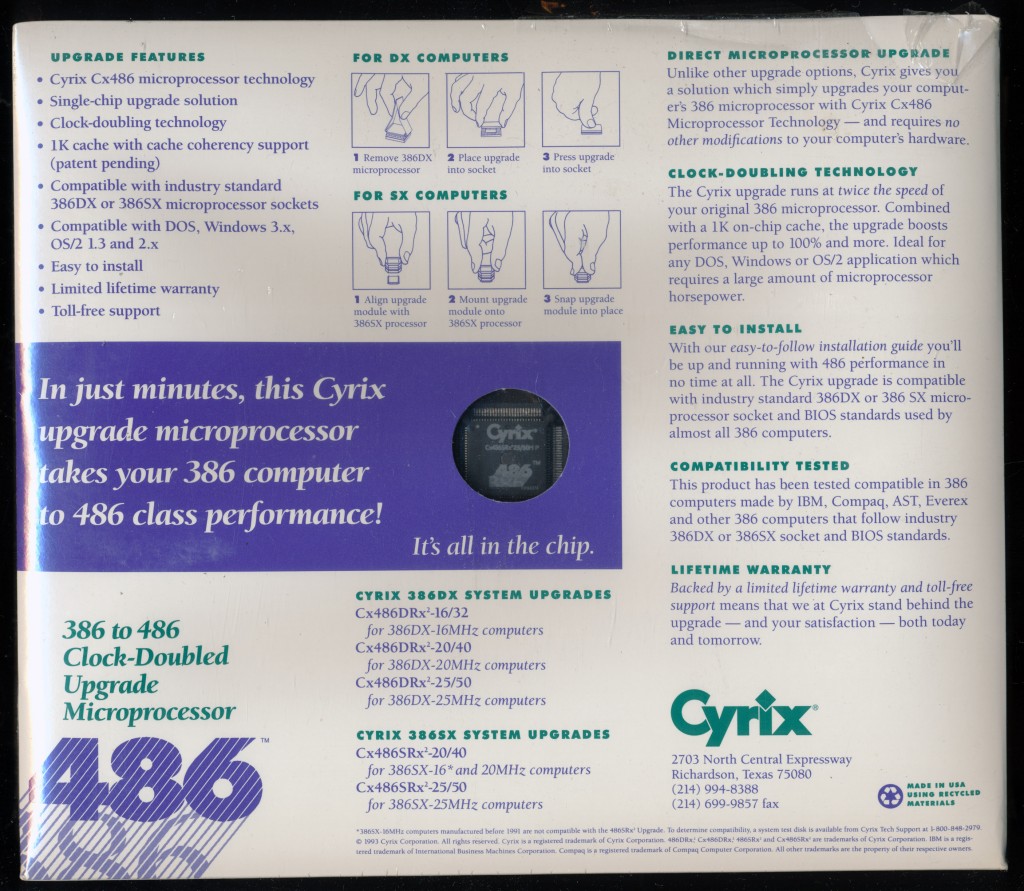 UPGRADE FEATURES
• Cyrix Cx486 microprocessor technology
• Single-chip upgrade solution
• Clock-doubling technology
• 1K cache with cache coherency support
(patent pending)
• Compatible with industry standard
386DX or 386SX microprocessor sockets
• Compatible with DOS, Windows 3.x,
OS/2 1.3 and 2.x
• Easy to install
• Limited lifetime warranty
• Toll-free support
FOR DX COMPUTERS
1 Remove 386DX
microprocessor
2 Place upgrade
into socket
3 Press upgrade
into socket
FOR SX COMPUTERS
1 Align upgrade
module with
386SX processor
2 Mount upgrade
module onto
386SX processor
3 Snap upgrade
module into place
DIRECT MICROPROCESSOR UPGRADE
Unlike other upgrade options, Cyrix gives you
a solution which simply upgrades your comput-
er's 386 microprocessor with Cyrix Cx486
Microprocessor Technology — and requires no
other modifications to your computer's hardware.
CLOCK-DOUBLING TECHNOLOGY
The Cyrix upgrade runs at twice the speed of
your original 386 microprocessor. Combined
with a 1K on-chip cache, the upgrade boosts
performance up to 100% and more. Ideal for
any DOS, Windows or OS/2 application which
requires a large amount of microprocessor
horsepower.
EASY TO INSTALL
With our easy-to-follow installation guide you'll
be up and running with 486 performance in
no time at all. The Cyrix upgrade is compatible
with industry standard 386DX or 386 SX micro-
processor socket and BIOS standards used by
almost all 386 computers.
COMPATIBILITY TESTED
This product has been tested compatible in 386
computers made by IBM, Compaq, AST, Everex
and other 386 computers that follow industry
386DX or 386SX socket and BIOS standards.
LIFETIME WARRANTY
Backed by a limited lifetime warranty and toll-free
support means that we at Cyrix stand behind the
upgrade — and your satisfaction — both today
and tomorrow.
In just minutes, this Cyrix
upgrade microprocessor
takes your 386 computer
to 486 class performance!
It's all in the chip.
Cyrix
486™
386 to 486
Clock-Doubled
Upgrade
Microprocessor
486™
CYRIX 386DX SYSTEM UPGRADES
Cx486DRx²-16/32
for 386DX-16MHz computers
Cx486DRx²-20/40
for 386DX-20MHz computers
Cx486DRx²-25/50
for 386DX-25MHz computers
CYRIX 386SX SYSTEM UPGRADES
Cx486SRx²-20/40
for 386SX-16* and 20MHz computers
Cx486SRx²-25/50
for 386SX-25MHz computers
Cyrix®
2703 North Central Expressway
Richardson, Texas 75080
(214) 994-8388
(214) 699-9857 fax
MADE IN USA
USING RECYCLED
MATERIALS
*386SX-16MHz computers manufactured before 1991 are not compatible with the 486SRx² Upgrade. To determine compatibility, a system test disk is available from Cyrix Tech Support at 1-800-848-2979.
© 1993 Cyrix Corporation. All rights reserved. Cyrix is a registered trademark of Cyrix Corporation. 486DRx², Cx486DRx², 486SRx² and Cx486SRx² are trademarks of Cyrix Corporation. IBM is a regis-
tered trademark of International Business Machines Corporation. Compaq is a registered trademark of Compaq Computer Corporation. All other trademarks are the property of their respective owners.